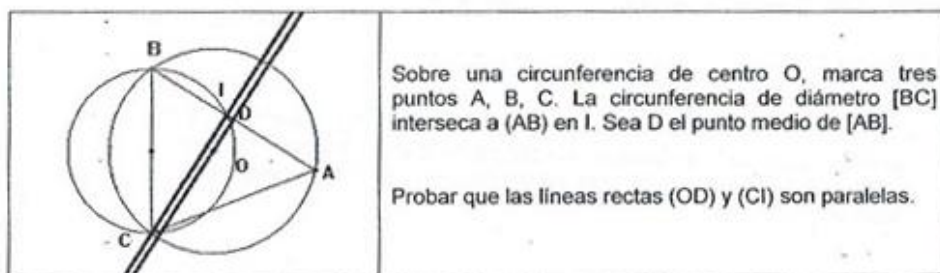 B
I
D
O
A
C
Sobre una circunferencia de centro O, marca tres
puntos A, B, C. La circunferencia de diámetro [BC]
interseca a (AB) en I. Sea D el punto medio de [AB].
Probar que las líneas rectas (OD) y (CI) son paralelas.